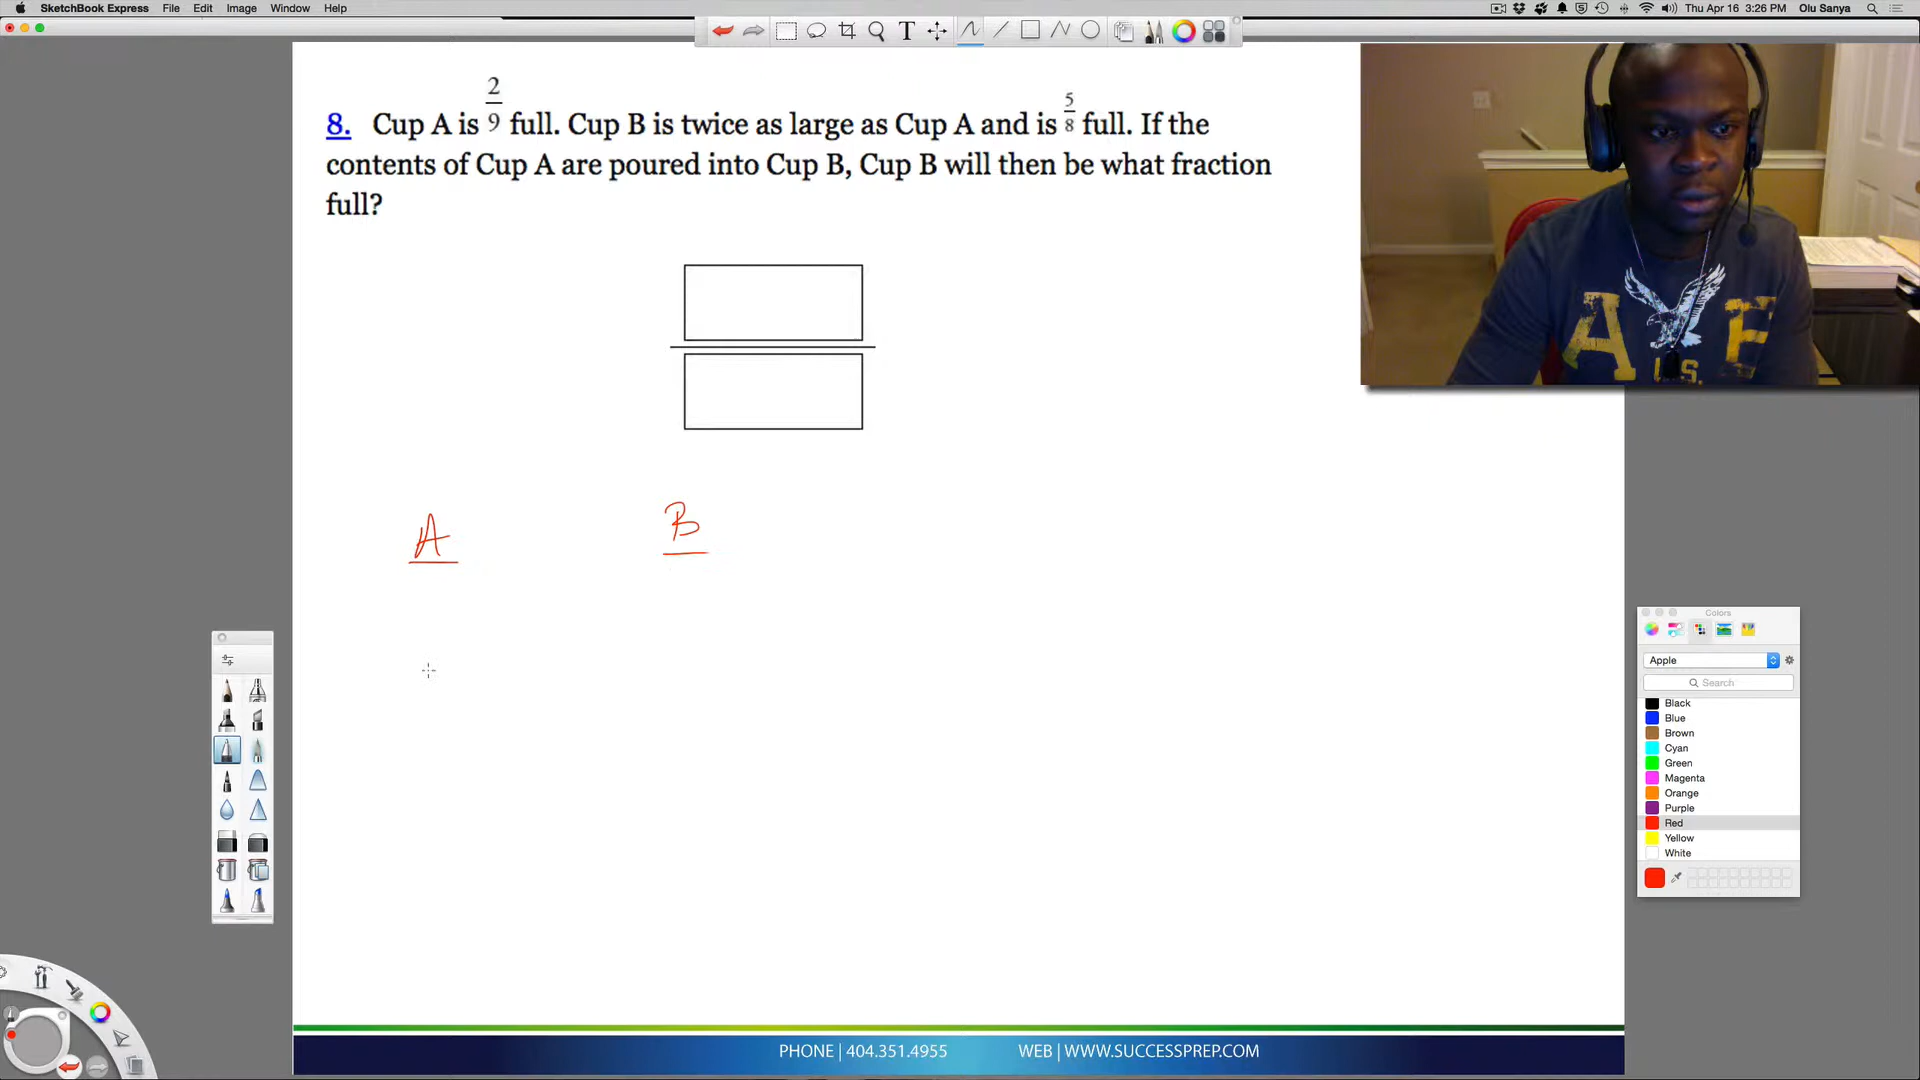 SketchBook Express File Edit Image Window Help
Thu Apr 16 3:26 PM Olu Sanya
8. Cup A is 2/9 full. Cup B is twice as large as Cup A and is 5/8 full. If the
contents of Cup A are poured into Cup B, Cup B will then be what fraction
full?
A
B
A E
U.S.
Colors
Apple
Search
Black
Blue
Brown
Cyan
Green
Magenta
Orange
Purple
Red
Yellow
White
PHONE | 404.351.4955 WEB | WWW.SUCCESSPREP.COM